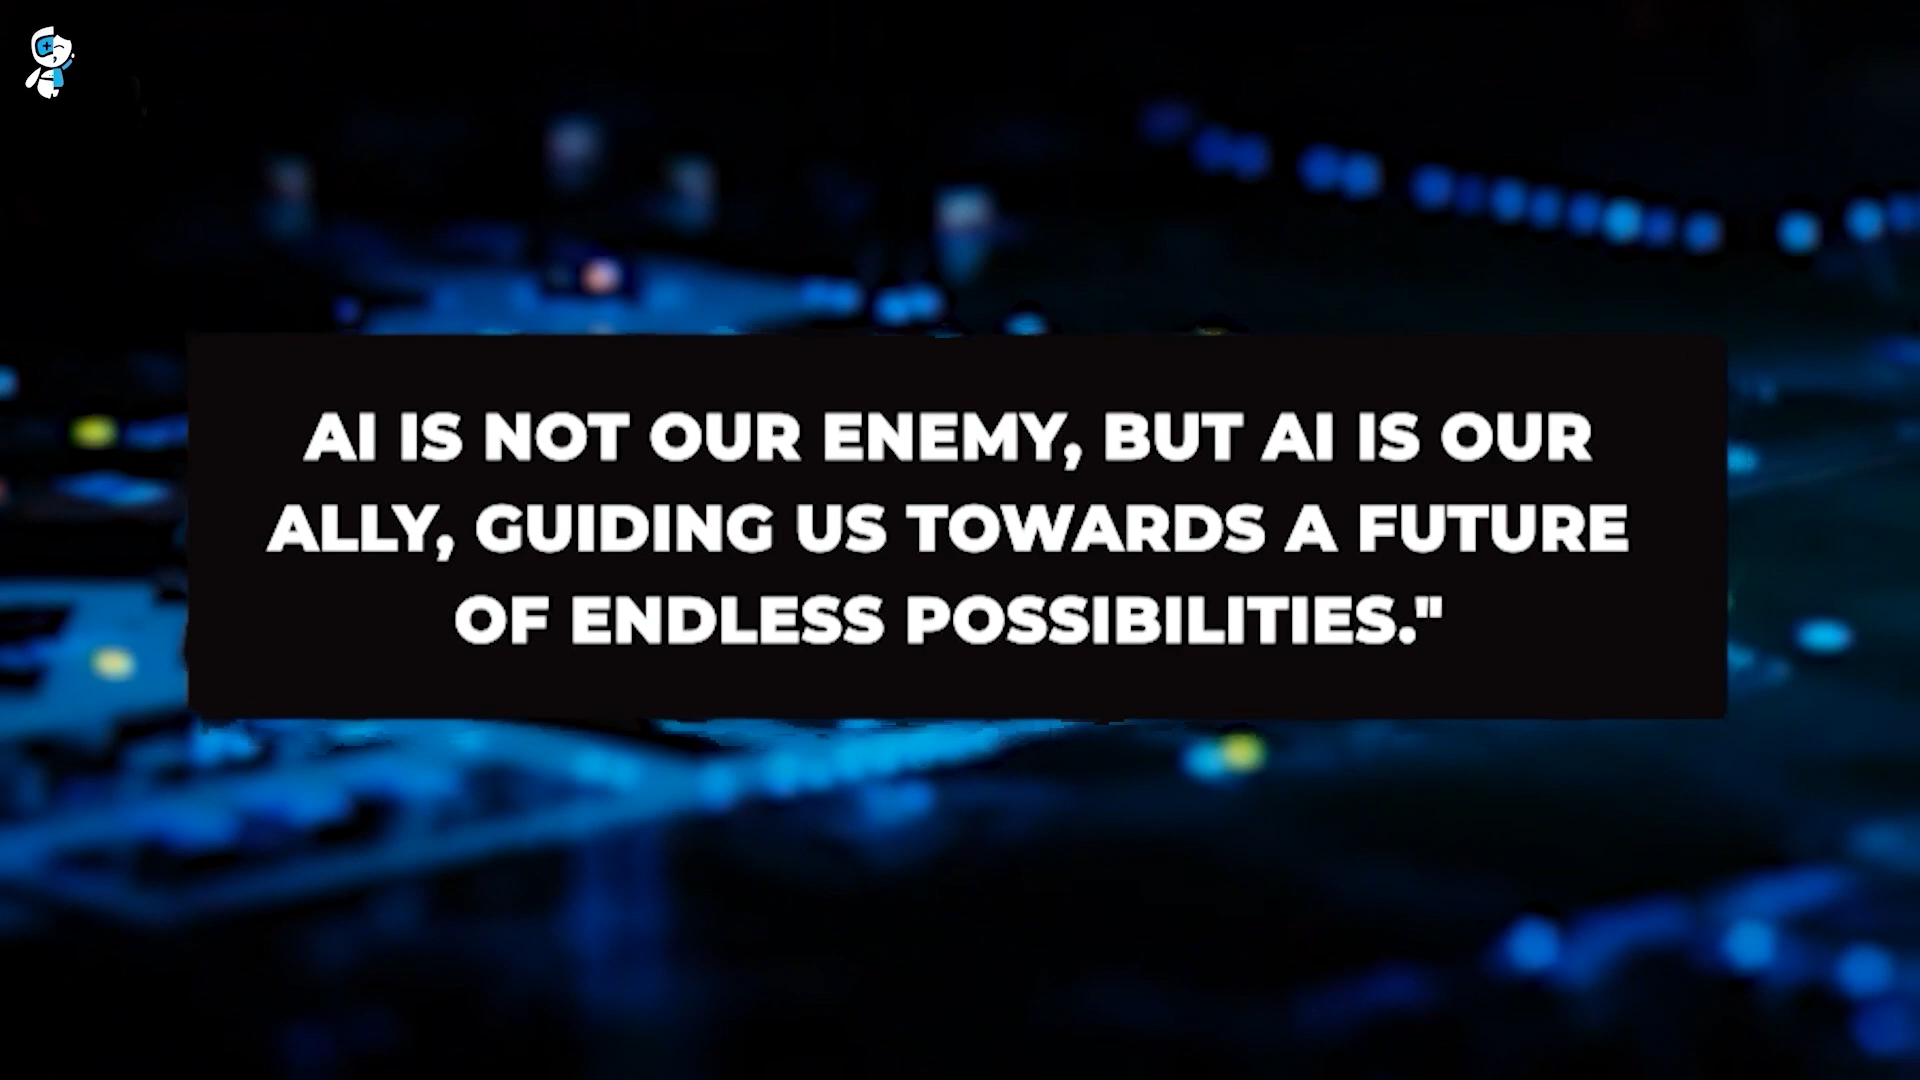 AI IS NOT OUR ENEMY, BUT AI IS OUR
ALLY, GUIDING US TOWARDS A FUTURE
OF ENDLESS POSSIBILITIES."